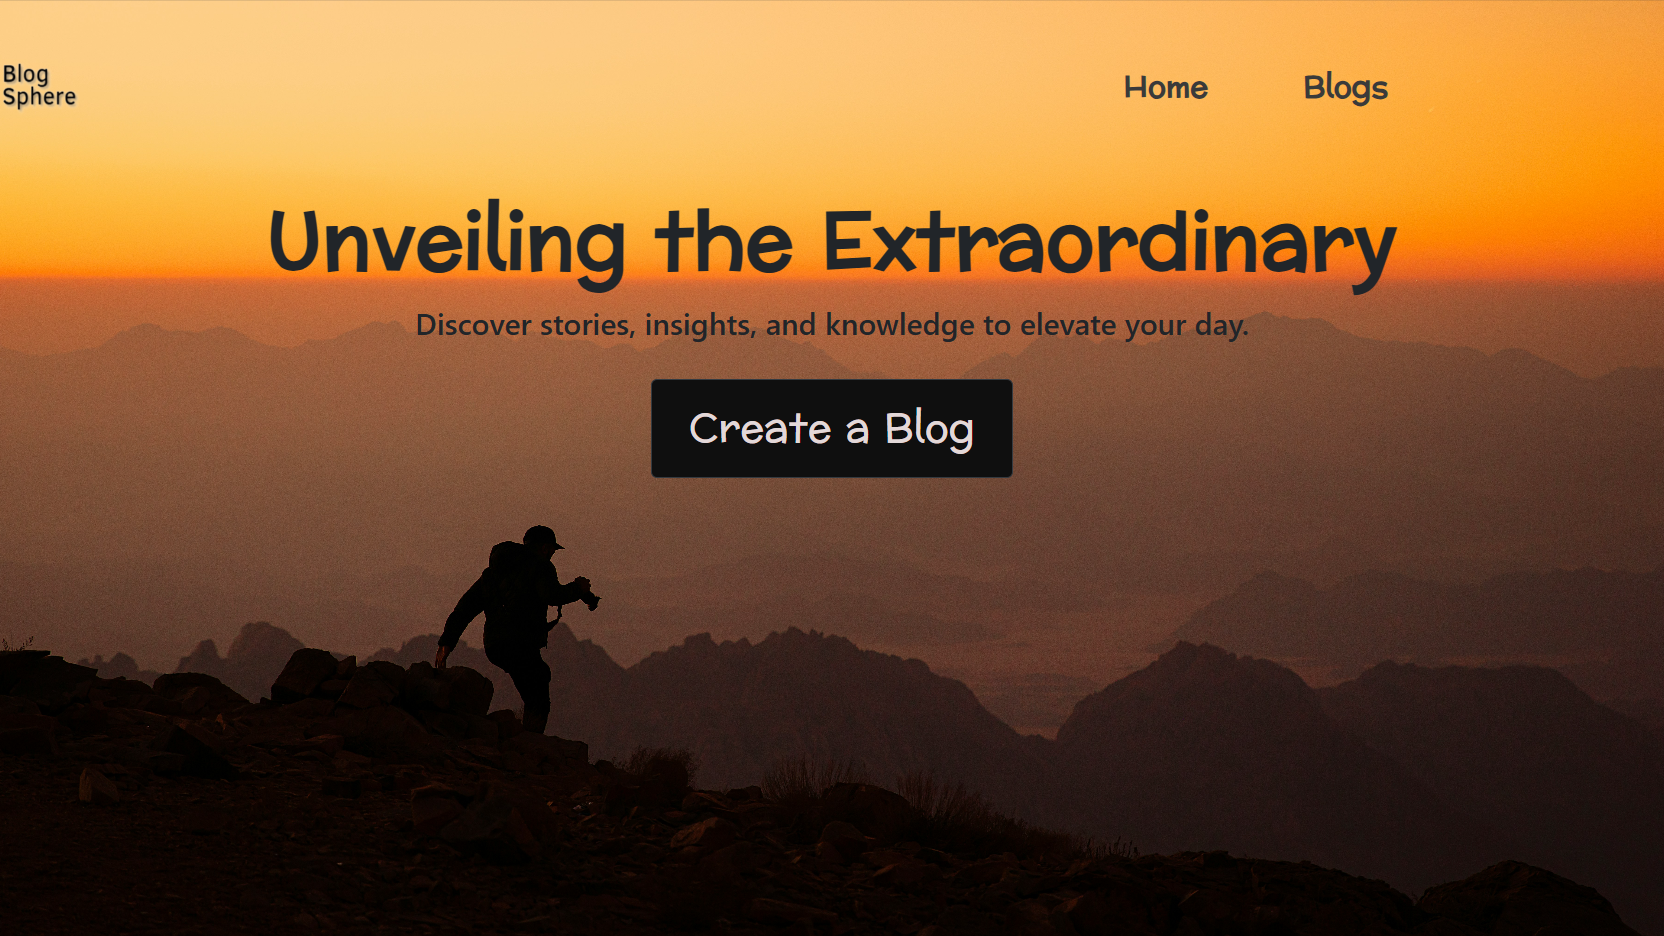 Blog
Sphere
Home
Blogs
Unveiling the Extraordinary
Discover stories, insights, and knowledge to elevate your day.
Create a Blog